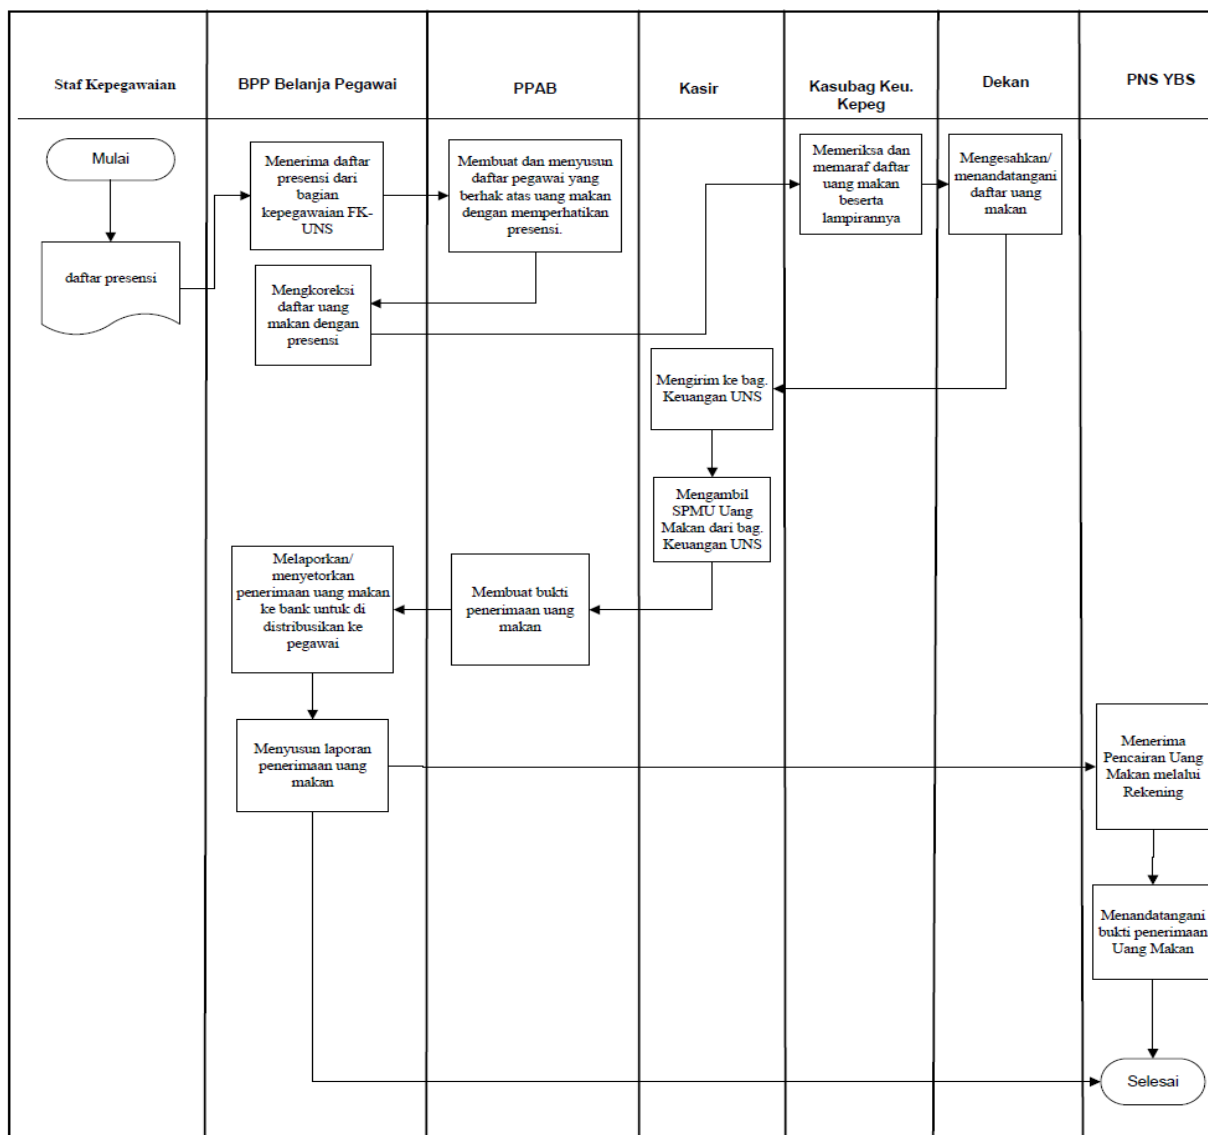 Staf Kepegawaian
BPP Belanja Pegawai
PPAB
Kasir
Kasubag Keu.
Kepeg
Dekan
PNS YBS
Mulai
daftar presensi
Menerima daftar
presensi dari
bagian
kepegawaian FK-
UNS
Membuat dan menyusun
daftar pegawai yang
berhak atas uang makan
dengan memperhatikan
presensi.
Memeriksa dan
memaraf daftar
uang makan
beserta
lampirannya
Mengesahkan/
menandatangani
daftar uang
makan
Mengkoreksi
daftar uang
makan dengan
presensi
Mengirim ke bag.
Keuangan UNS
Mengambil
SPMU Uang
Makan dari bag.
Keuangan UNS
Membuat bukti
penerimaan uang
makan
Melaporkan/
menyetorkan
penerimaan uang makan
ke bank untuk di
distribusikan ke
pegawai
Menyusun laporan
penerimaan uang
makan
Menerima
Pencairan Uang
Makan melalui
Rekening
Menandatangani
bukti penerimaan
Uang Makan
Selesai